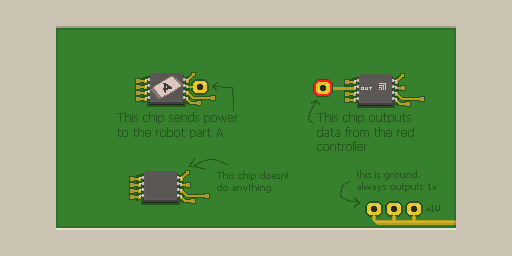 A
OUT
This chip sends power
to the robot part A
This chip outputs
data from the red
controller
This chip doesnt
do anything
this is ground,
always outputs 1v
+1V